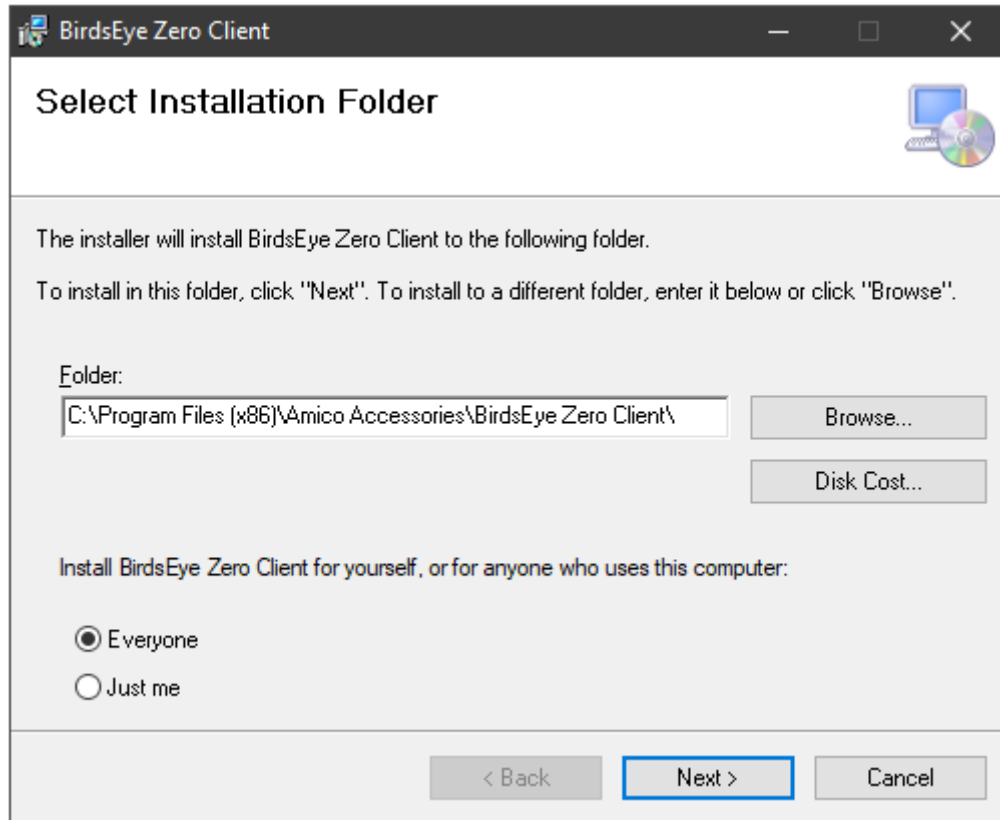 BirdsEye Zero Client
Select Installation Folder
The installer will install BirdsEye Zero Client to the following folder.
To install in this folder, click "Next". To install to a different folder, enter it below or click "Browse".
Folder:
C:\Program Files (x86)\Amico Accessories\BirdsEye Zero Client\
Browse...
Disk Cost...
Install BirdsEye Zero Client for yourself, or for anyone who uses this computer:
Everyone
Just me
< Back
Next >
Cancel